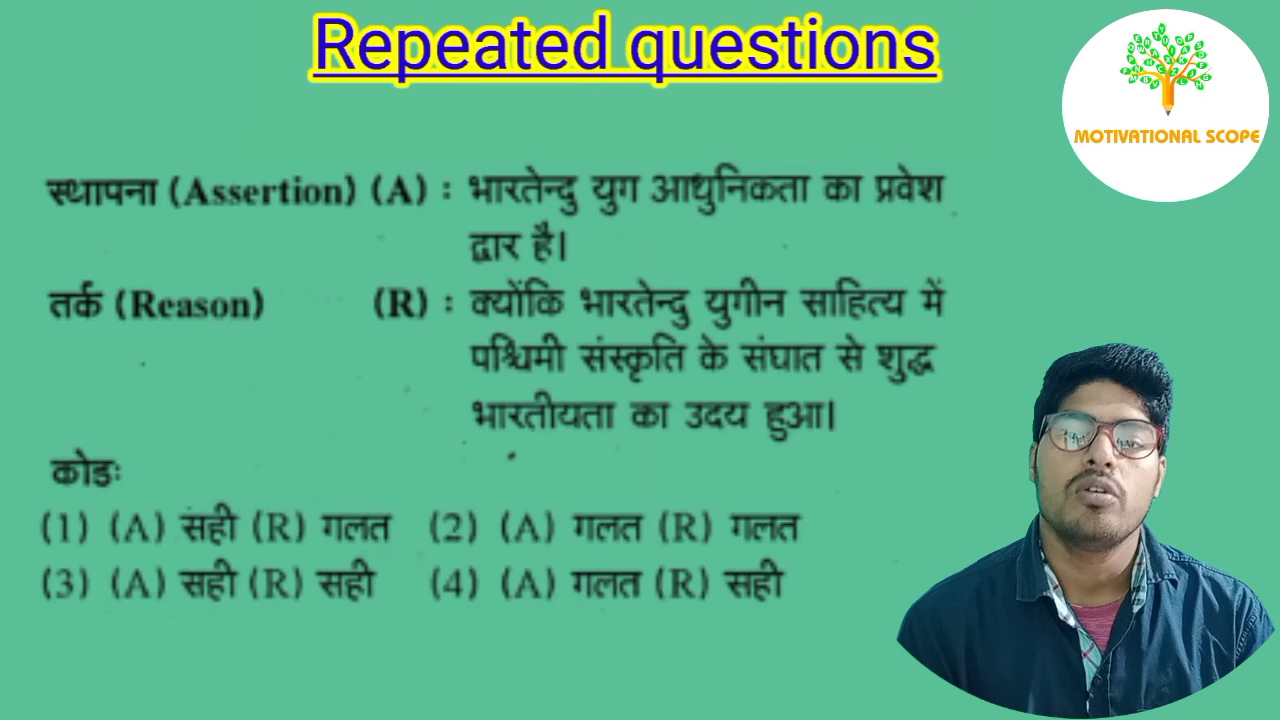 Repeated questions
MOTIVATIONAL SCOPE
स्थापना (Assertion) (A) : भारतेन्दु युग आधुनिकता का प्रवेश
द्वार है।
तर्क (Reason) (R) : क्योंकि भारतेन्दु युगीन साहित्य में
पश्चिमी संस्कृति के संघात से शुद्ध
भारतीयता का उदय हुआ।
कोडः
(1) (A) सही (R) गलत (2) (A) गलत (R) गलत
(3) (A) सही (R) सही (4) (A) गलत (R) सही